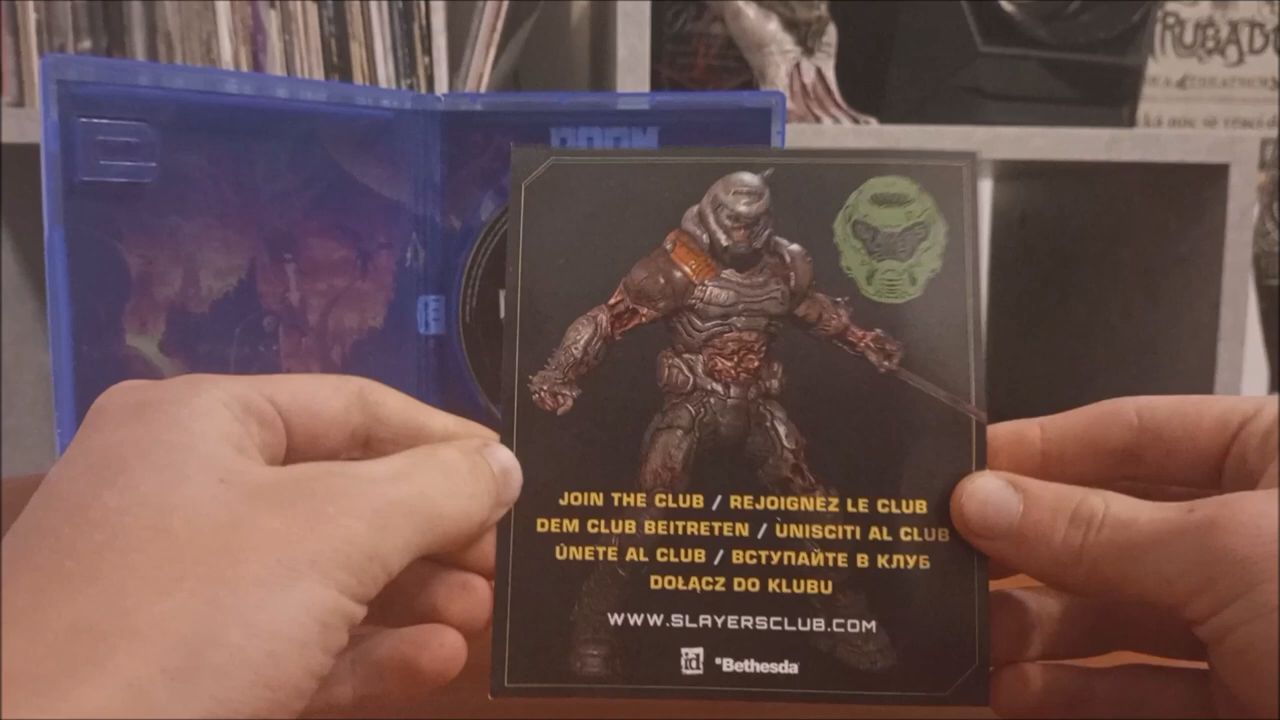 DOOM
JOIN THE CLUB / REJOIGNEZ LE CLUB
DEM CLUB BEITRETEN / UNISCITI AL CLUB
ÚNETE AL CLUB / ВСТУПАЙТЕ В КЛУБ
DOŁĄCZ DO KLUBU
WWW.SLAYERSCLUB.COM
id Bethesda